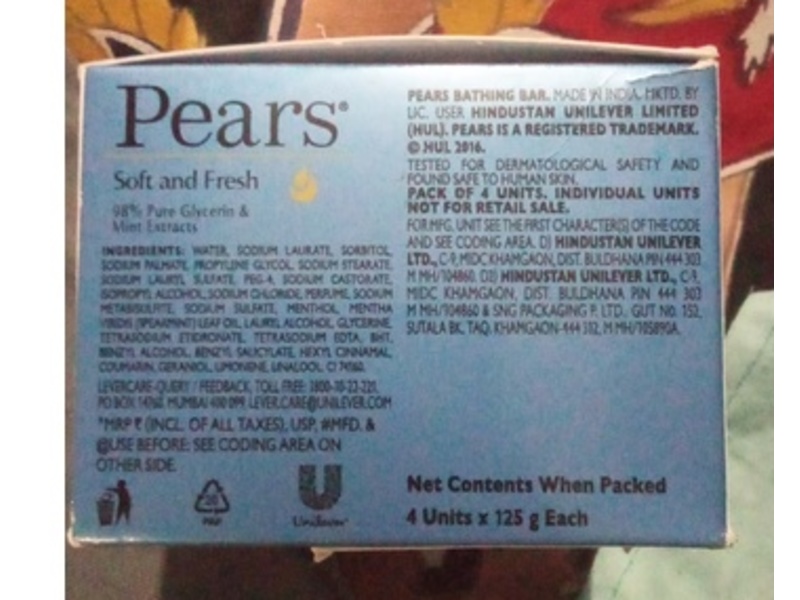 Pears®
Soft and Fresh
98% Pure Glycerin &
Mint Extracts
INGREDIENTS: WATER, SODIUM LAURATE, SORBITOL,
SODIUM PALMATE, PROPYLENE GLYCOL, SODIUM STEARATE,
SODIUM LAURYL SULFATE, PEG-4, SODIUM CASTORATE,
ISOPROPYL ALCOHOL, SODIUM CHLORIDE, PERFUME, SODIUM
METABISULFITE, SODIUM SULFATE, MENTHOL, MENTHA
VIRIDIS (SPEARMINT) LEAF OIL, LAURYL ALCOHOL, GLYCERINE,
TETRASODIUM ETIDRONATE, TETRASODIUM EDTA, BHT,
BENZYL ALCOHOL, BENZYL SALICYLATE, HEXYL CINNAMAL,
COUMARIN, GERANIOL, LIMONENE, LINALOOL, CI 74160.
LEVERCARE-QUERY / FEEDBACK, TOLL FREE: 1800-10-22-221,
PO BOX 14760, MUMBAI 400 099. LEVER.CARE@UNILEVER.COM
*MRP ₹ (INCL. OF ALL TAXES), USP, #MFD. &
@USE BEFORE: SEE CODING AREA ON
OTHER SIDE.
PAP
Unilever
PEARS BATHING BAR. MADE IN INDIA. MKTD. BY
LIC. USER HINDUSTAN UNILEVER LIMITED
(HUL). PEARS IS A REGISTERED TRADEMARK.
© HUL 2016.
TESTED FOR DERMATOLOGICAL SAFETY AND
FOUND SAFE TO HUMAN SKIN.
PACK OF 4 UNITS. INDIVIDUAL UNITS
NOT FOR RETAIL SALE.
FOR MFG. UNIT SEE THE FIRST CHARACTER(S) OF THE CODE
AND SEE CODING AREA. D) HINDUSTAN UNILEVER
LTD., C-9, MIDC KHAMGAON, DIST. BULDHANA PIN 444 303
M MH/104860. D2) HINDUSTAN UNILEVER LTD., C-9,
MIDC KHAMGAON, DIST. BULDHANA PIN 444 303
M MH/104860 & SNG PACKAGING P. LTD., GUT No. 152,
SUTALA BK, TAQ. KHAMGAON-444 312. M MH/105890A.
Net Contents When Packed
4 Units x 125 g Each